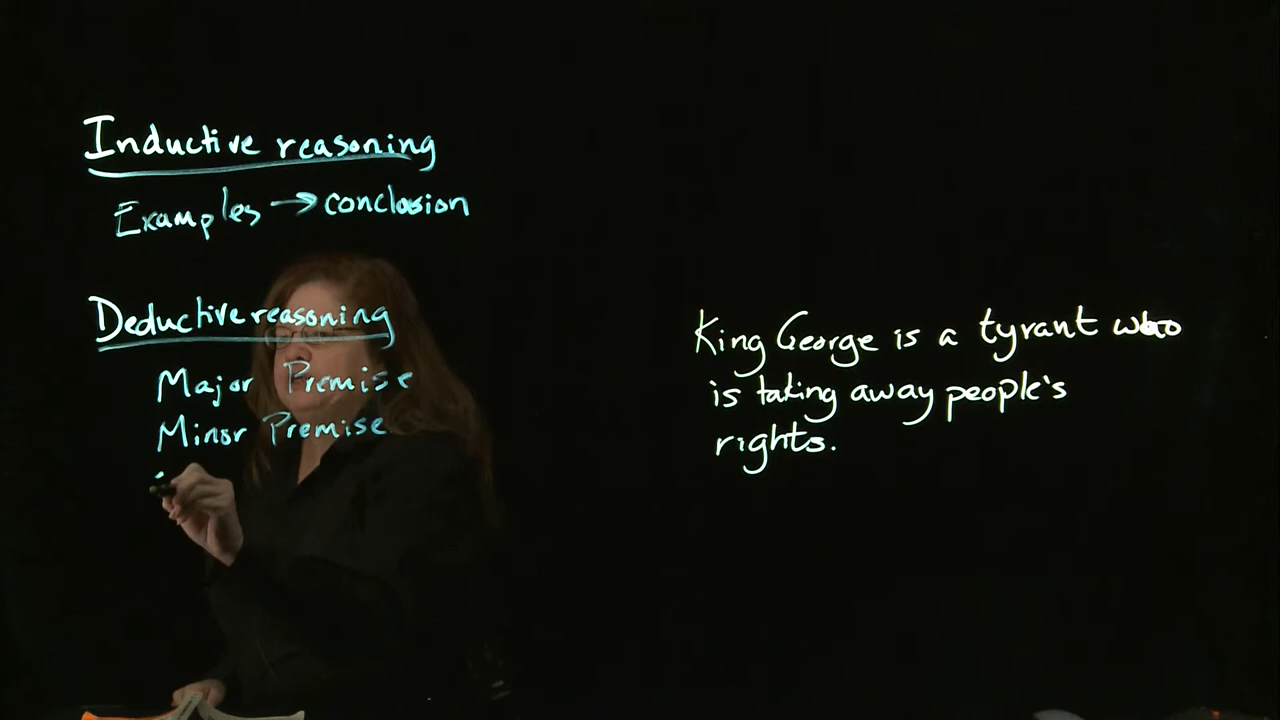 Inductive reasoning
Examples → conclusion
Deductive reasoning
Major Premise
Minor Premise
King George is a tyrant who
is taking away people's
rights.